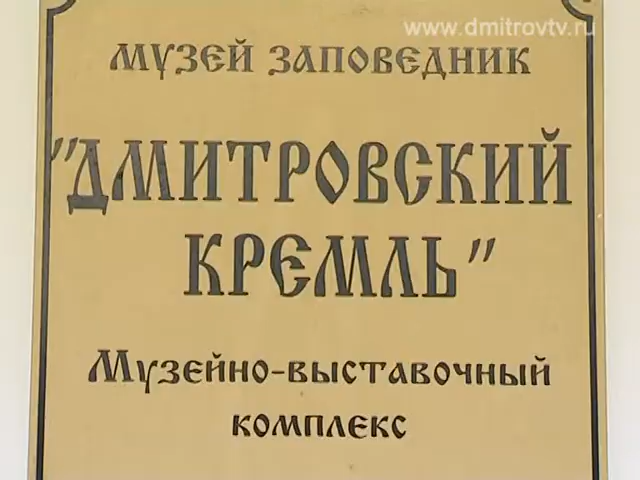 www.dmitrovtv.ru
МУЗЕЙ ЗАПОВЕДНИК
"ДМИТРОВСКИЙ
КРЕМЛЬ"
Музейно-выставочный
комплекс